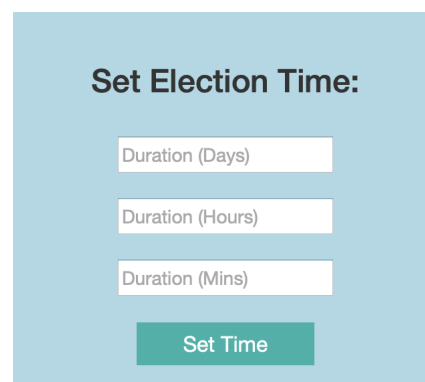 Set Election Time:
Duration (Days)
Duration (Hours)
Duration (Mins)
Set Time